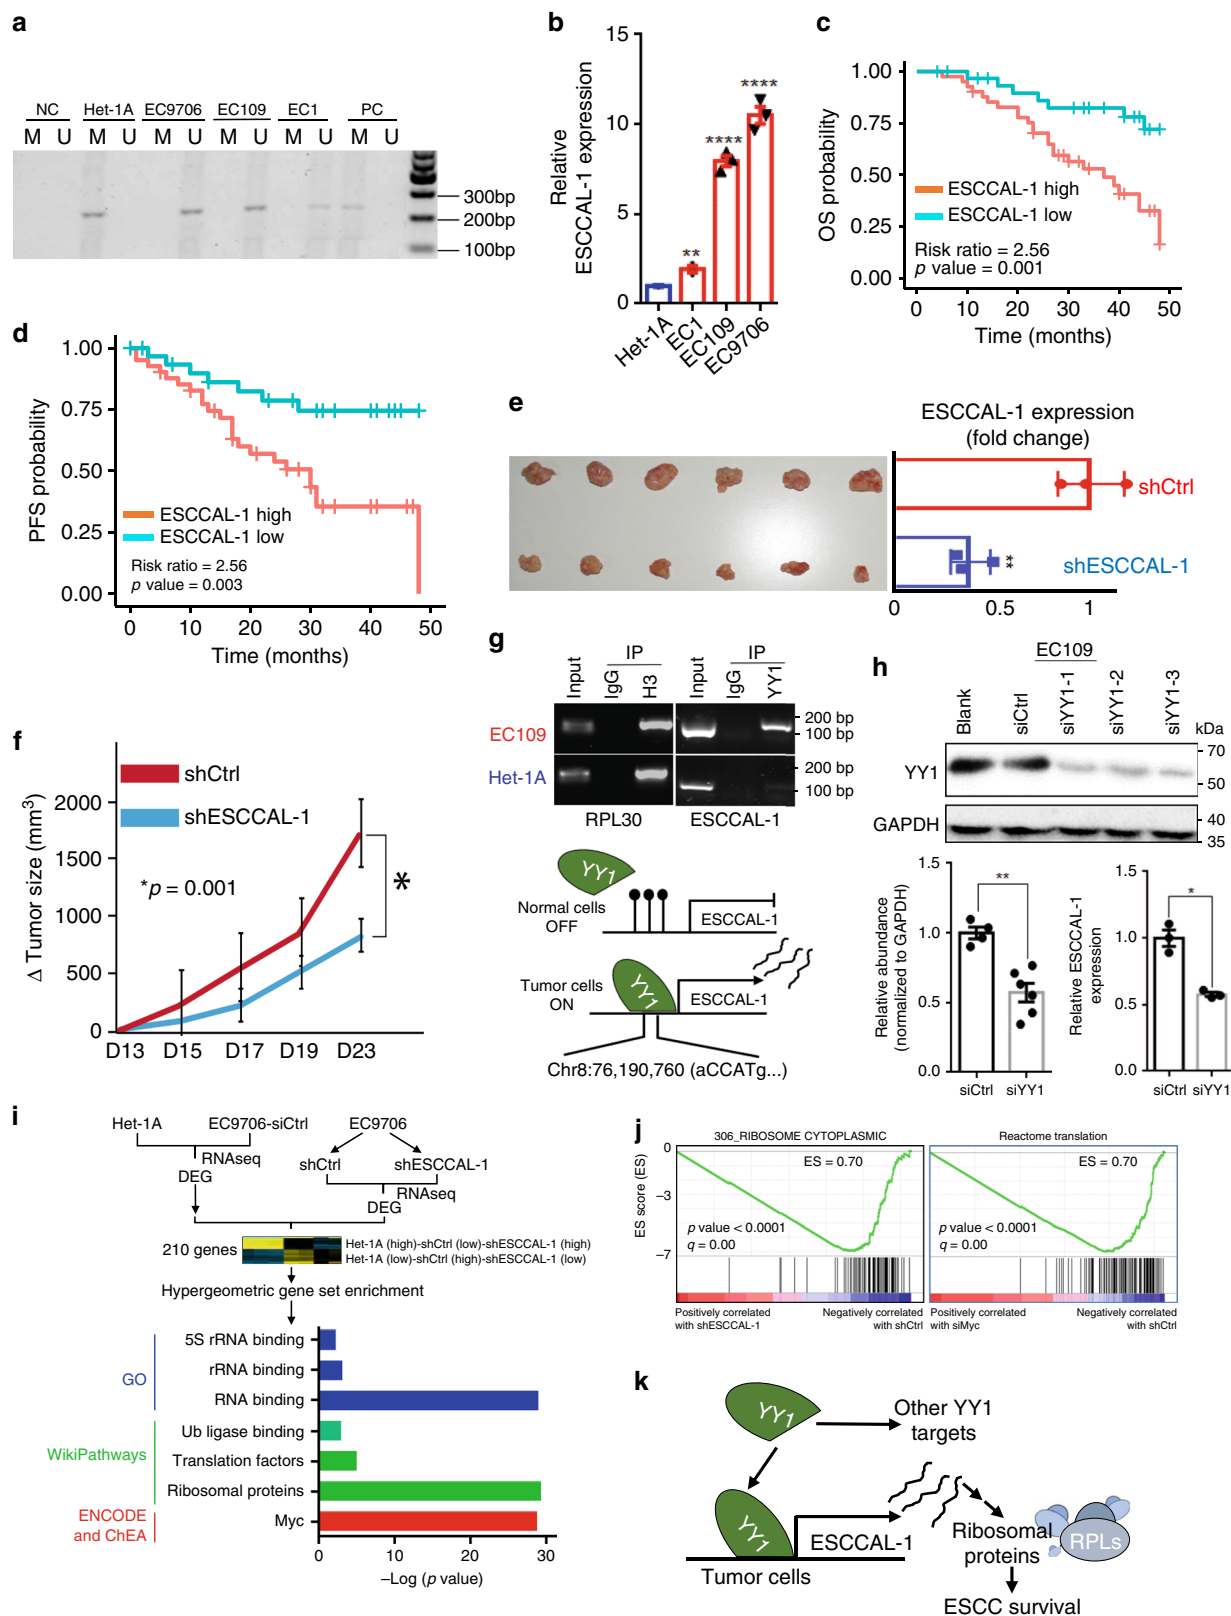 a
NC Het-1A EC9706 EC109 EC1 PC
M U M U M U M U M U M U
300bp
200bp
100bp
b
Relative
ESCCAL-1 expression
15
10
5
0
**
****
****
Het-1A
EC1
EC109
EC9706
c
OS probability
1.00
0.75
0.50
0.25
0.00
ESCCAL-1 high
ESCCAL-1 low
Risk ratio = 2.56
p value = 0.001
0 10 20 30 40 50
Time (months)
d
PFS probability
1.00
0.75
0.50
0.25
0.00
ESCCAL-1 high
ESCCAL-1 low
Risk ratio = 2.56
p value = 0.003
0 10 20 30 40 50
Time (months)
e
ESCCAL-1 expression
(fold change)
shCtrl
**
shESCCAL-1
0 0.5 1
f
Δ Tumor size (mm³)
2000
1500
1000
500
0
shCtrl
shESCCAL-1
*p = 0.001
*
D13 D15 D17 D19 D23
g
IP IP
Input IgG H3 Input IgG YY1
EC109
200 bp
100 bp
Het-1A
200 bp
100 bp
RPL30 ESCCAL-1
YY1
Normal cells
OFF
ESCCAL-1
YY1
Tumor cells
ON
ESCCAL-1
Chr8:76,190,760 (aCCATg...)
h
EC109
Blank siCtrl siYY1-1 siYY1-2 siYY1-3
kDa
YY1
70
50
GAPDH
40
35
Relative abundance
(normalized to GAPDH)
1.5
1.0
0.5
0.0
**
siCtrl siYY1
Relative ESCCAL-1
expression
1.5
1.0
0.5
0.0
*
siCtrl siYY1
i
Het-1A EC9706-siCtrl EC9706
RNAseq
DEG
shCtrl shESCCAL-1
RNAseq
DEG
210 genes
Het-1A (high)-shCtrl (low)-shESCCAL-1 (high)
Het-1A (low)-shCtrl (high)-shESCCAL-1 (low)
Hypergeometric gene set enrichment
GO
5S rRNA binding
rRNA binding
RNA binding
WikiPathways
Ub ligase binding
Translation factors
Ribosomal proteins
ENCODE
and ChEA
Myc
0 10 20 30
–Log (p value)
j
306_RIBOSOME CYTOPLASMIC
ES score (ES)
0
–3
–7
ES = 0.70
p value < 0.0001
q = 0.00
Positively correlated
with shESCCAL-1
Negatively correlated
with shCtrl
Reactome translation
ES = 0.70
p value < 0.0001
q = 0.00
Positively correlated
with siMyc
Negatively correlated
with shCtrl
k
YY1
Other YY1
targets
YY1
ESCCAL-1
Tumor cells
Ribosomal
proteins
RPLs
ESCC survival